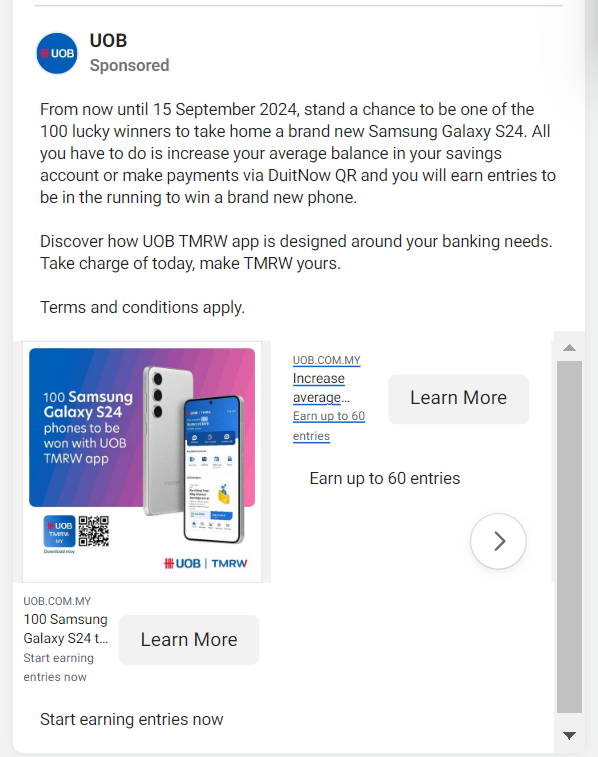 UOB
UOB
Sponsored
From now until 15 September 2024, stand a chance to be one of the
100 lucky winners to take home a brand new Samsung Galaxy S24. All
you have to do is increase your average balance in your savings
account or make payments via DuitNow QR and you will earn entries to
be in the running to win a brand new phone.
Discover how UOB TMRW app is designed around your banking needs.
Take charge of today, make TMRW yours.
Terms and conditions apply.
100 Samsung
Galaxy S24
phones to be
won with UOB
TMRW app
UOB
TMRW
MY
Download now
UOB | TMRW
UOB.COM.MY
Increase
average...
Earn up to 60
entries
Learn More
Earn up to 60 entries
UOB.COM.MY
100 Samsung
Galaxy S24 t...
Start earning
entries now
Learn More
Start earning entries now